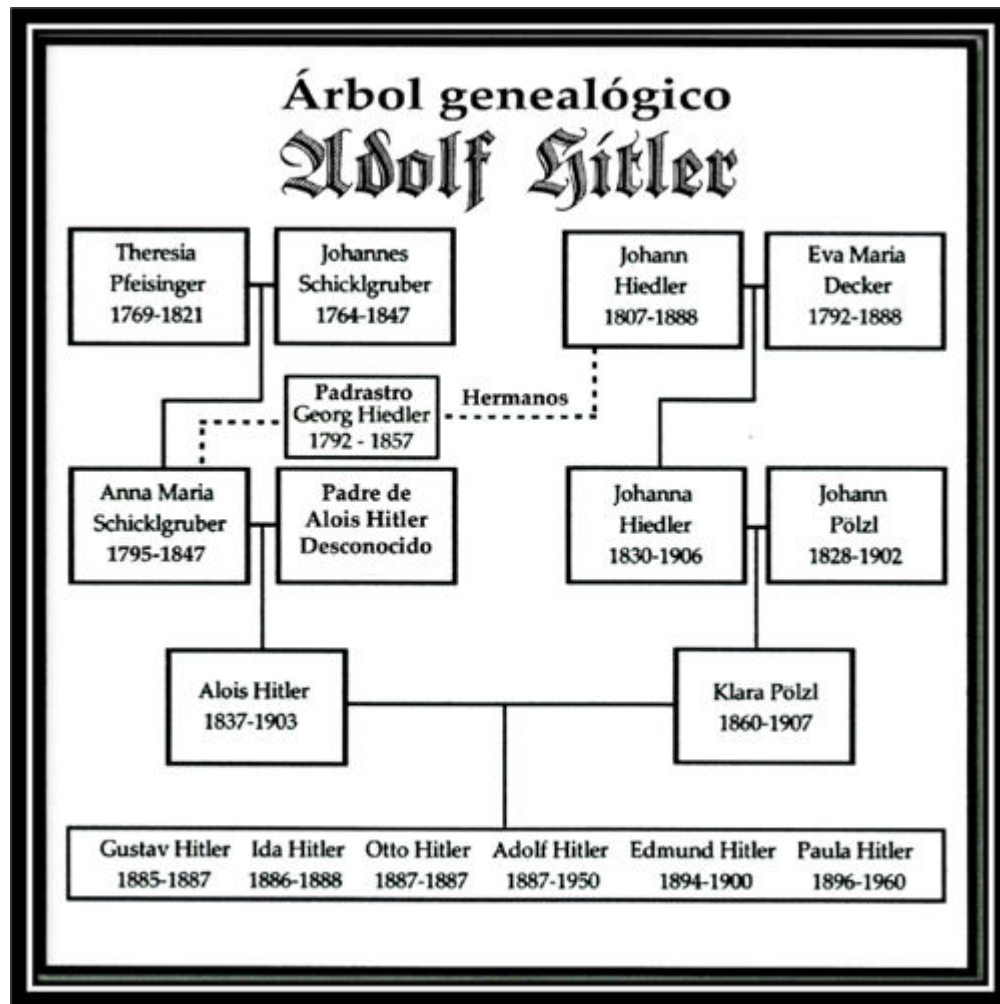 Árbol genealógico
Adolf Hitler
Theresia
Pfeisinger
1769-1821
Johannes
Schicklgruber
1764-1847
Johann
Hiedler
1807-1888
Eva Maria
Decker
1792-1888
Padrastro
Georg Hiedler
1792 - 1857
Hermanos
Anna Maria
Schicklgruber
1795-1847
Padre de
Alois Hitler
Desconocido
Johanna
Hiedler
1830-1906
Johann
Pölzl
1828-1902
Alois Hitler
1837-1903
Klara Pölzl
1860-1907
Gustav Hitler
1885-1887
Ida Hitler
1886-1888
Otto Hitler
1887-1887
Adolf Hitler
1887-1950
Edmund Hitler
1894-1900
Paula Hitler
1896-1960